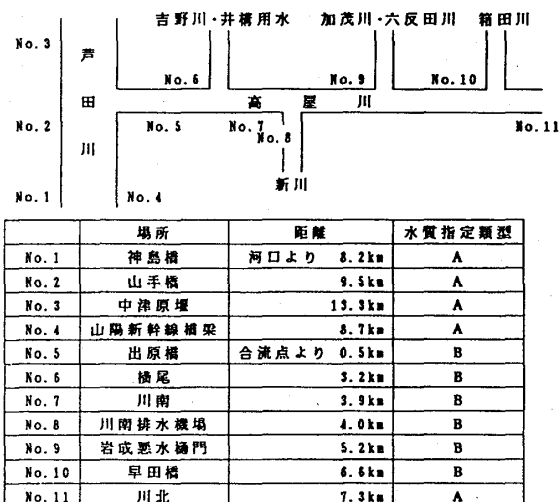 吉野川・井橋用水 加茂川・六反田川 箱田川
No.3
芦田川
No.6 No.9 No.10
高屋川
No.2 No.5 No.7 No.11
No.8
新川
No.1 No.4
場所 距離 水質指定類型
No.1 神島橋 河口より 8.2km A
No.2 山手橋 9.5km A
No.3 中津原堰 13.3km A
No.4 山陽新幹線橋梁 8.7km A
No.5 出原橋 合流点より 0.5km B
No.6 横尾 3.2km B
No.7 川南 3.9km B
No.8 川南排水機場 4.0km B
No.9 岩成悪水樋門 5.2km B
No.10 早田橋 6.6km B
No.11 川北 7.3km A